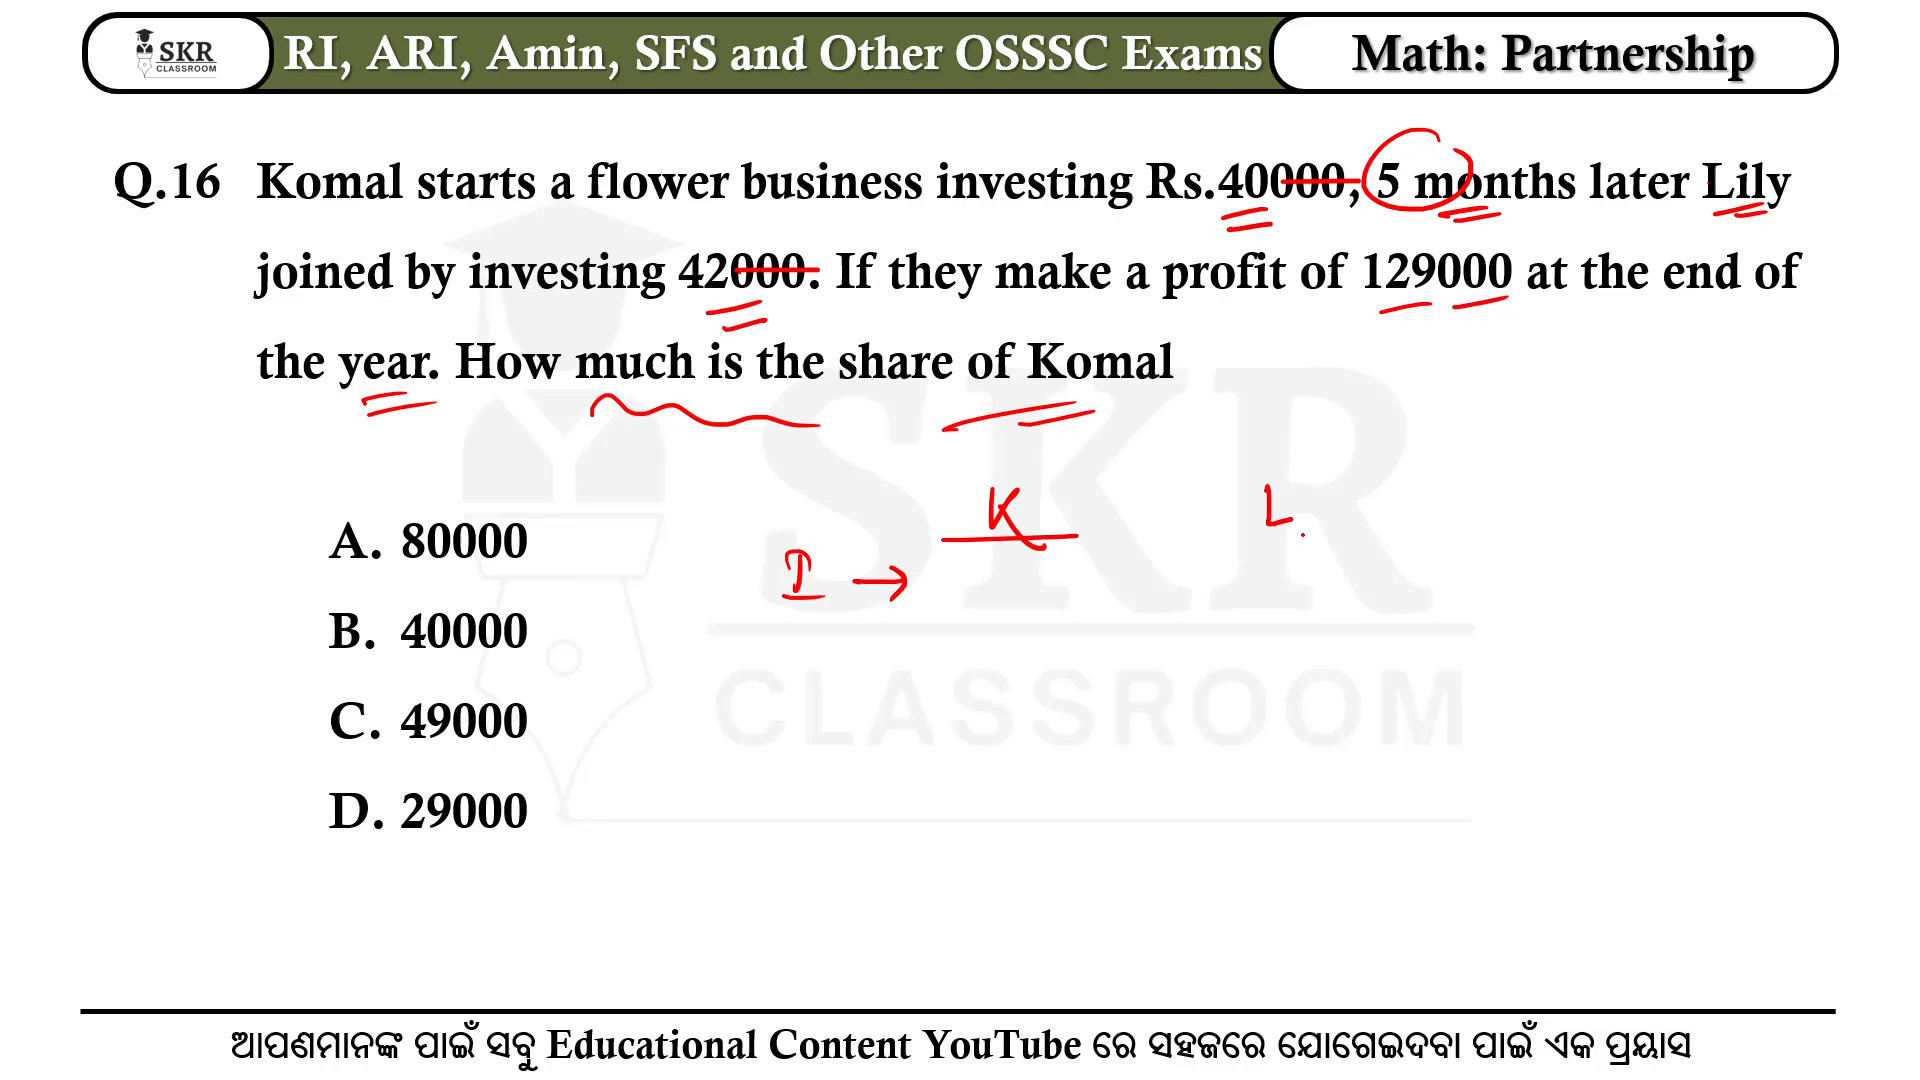 SKR
CLASSROOM
RI, ARI, Amin, SFS and Other OSSSC Exams
Math: Partnership
Q.16 Komal starts a flower business investing Rs.40000, 5 months later Lily
joined by investing 42000. If they make a profit of 129000 at the end of
the year. How much is the share of Komal
K L
I →
A. 80000
B. 40000
C. 49000
D. 29000
SKR
CLASSROOM
ଆପଣମାନଙ୍କ ପାଇଁ ସବୁ Educational Content YouTube ରେ ସହଜରେ ଯୋଗେଇଦବା ପାଇଁ ଏକ ପ୍ରୟାସ